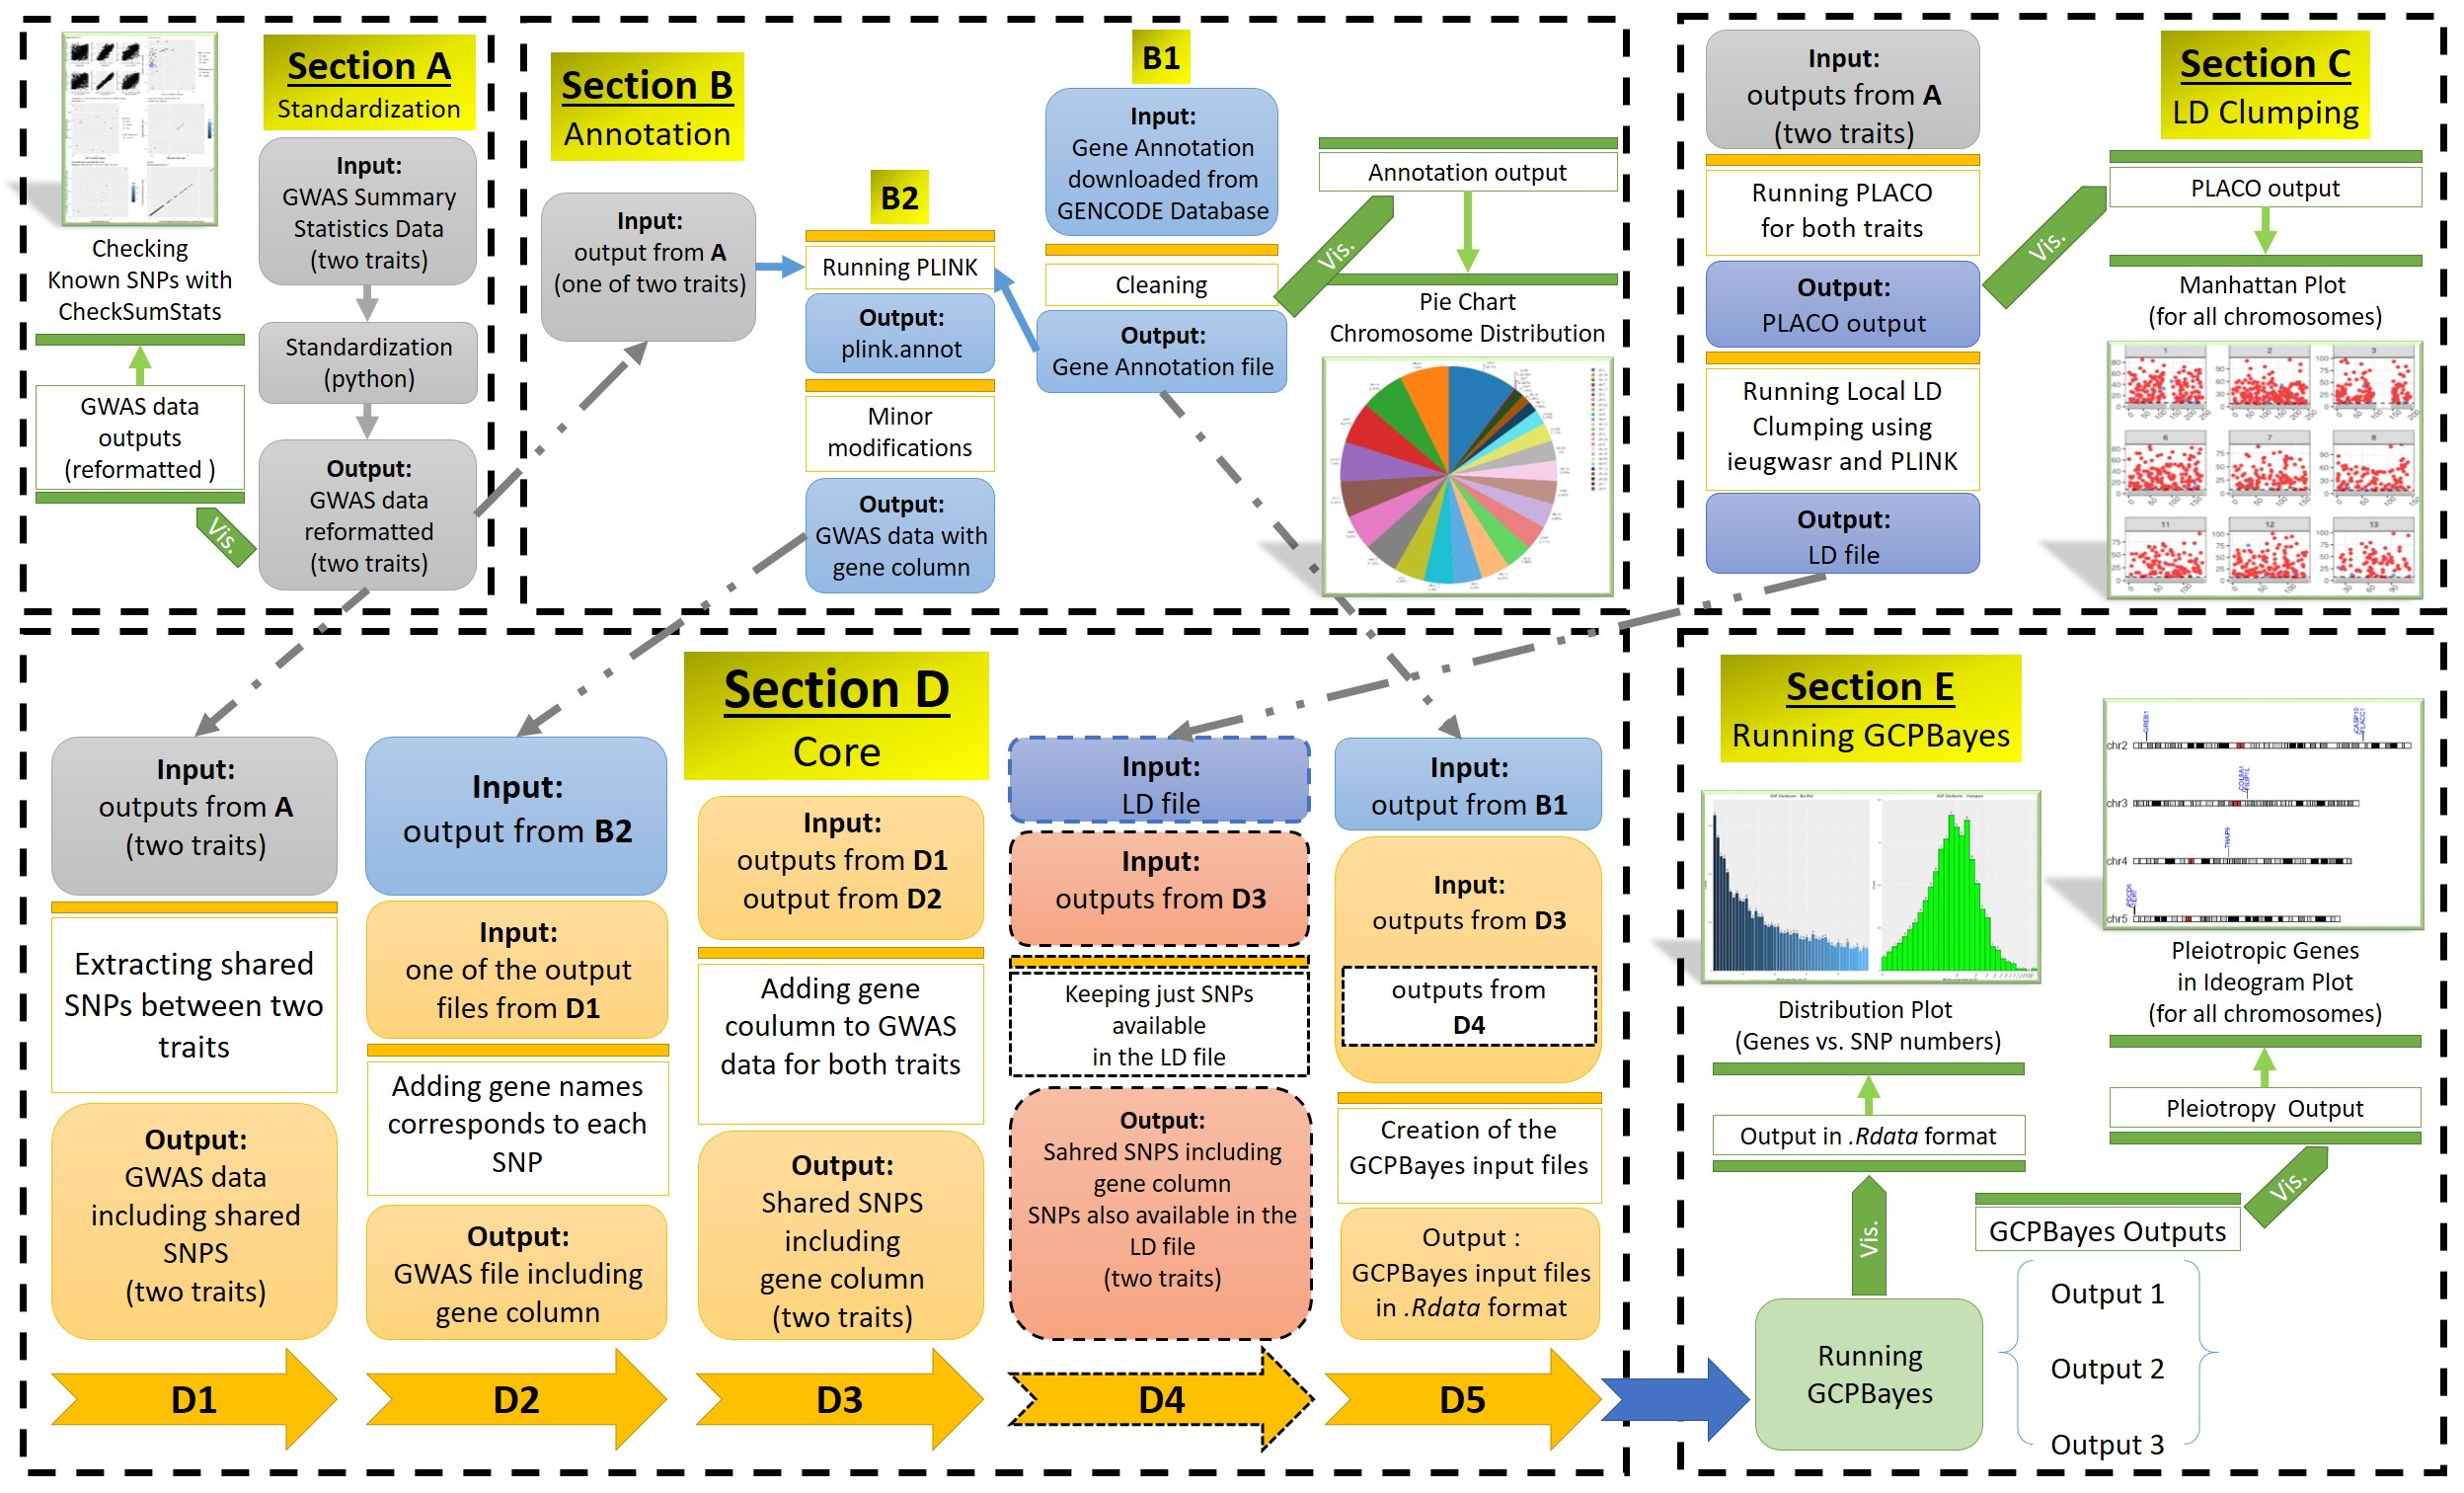 Section A
Standardization
Input:
GWAS Summary
Statistics Data
(two traits)
Standardization
(python)
Output:
GWAS data
reformatted
(two traits)
Vis.
GWAS data
outputs
(reformatted )
Checking
Known SNPs with
CheckSumStats
Section B
Annotation
B1
Input:
Gene Annotation
downloaded from
GENCODE Database
Cleaning
Output:
Gene Annotation file
B2
Input:
output from A
(one of two traits)
Running PLINK
Output:
plink.annot
Minor
modifications
Output:
GWAS data with
gene column
Vis.
Annotation output
Pie Chart
Chromosome Distribution
Section C
LD Clumping
Input:
outputs from A
(two traits)
Running PLACO
for both traits
Output:
PLACO output
Running Local LD
Clumping using
ieugwasr and PLINK
Output:
LD file
Vis.
PLACO output
Manhattan Plot
(for all chromosomes)
1 2 3
6 7 8
11 12 13
Section D
Core
Input:
outputs from A
(two traits)
Extracting shared
SNPs between two
traits
Output:
GWAS data
including shared
SNPS
(two traits)
D1
Input:
output from B2
Input:
one of the output
files from D1
Adding gene names
corresponds to each
SNP
Output:
GWAS file including
gene column
D2
Input:
outputs from D1
output from D2
Adding gene
coulumn to GWAS
data for both traits
Output:
Shared SNPS
including
gene column
(two traits)
D3
Input:
LD file
Input:
outputs from D3
Keeping just SNPs
available
in the LD file
Output:
Sahred SNPS including
gene column
SNPs also available in the
LD file
(two traits)
D4
Input:
output from B1
Input:
outputs from D3
outputs from
D4
Creation of the
GCPBayes input files
Output :
GCPBayes input files
in .Rdata format
D5
Section E
Running GCPBayes
Distribution Plot
(Genes vs. SNP numbers)
Output in .Rdata format
Vis.
Running
GCPBayes
chr2
chr3
chr4
chr5
Pleiotropic Genes
in Ideogram Plot
(for all chromosomes)
Pleiotropy Output
Vis.
GCPBayes Outputs
Output 1
Output 2
Output 3